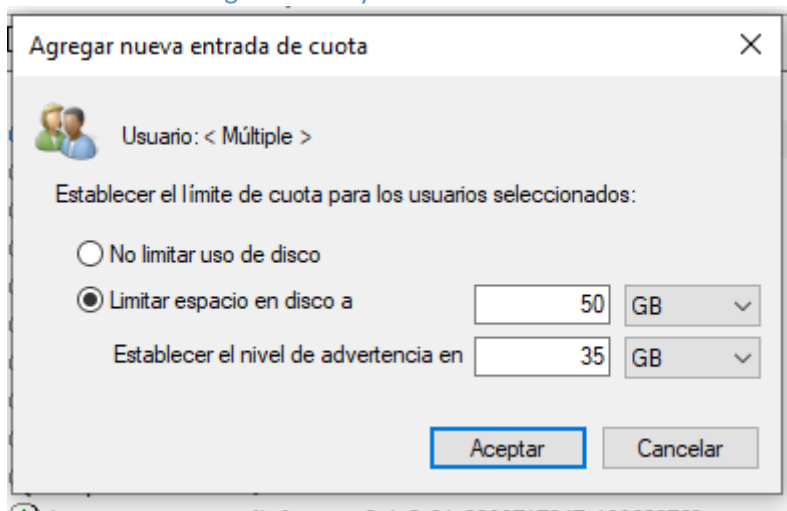 Agregar nueva entrada de cuota
Usuario: < Múltiple >
Establecer el límite de cuota para los usuarios seleccionados:
No limitar uso de disco
Limitar espacio en disco a 50 GB
Establecer el nivel de advertencia en 35 GB
Aceptar Cancelar